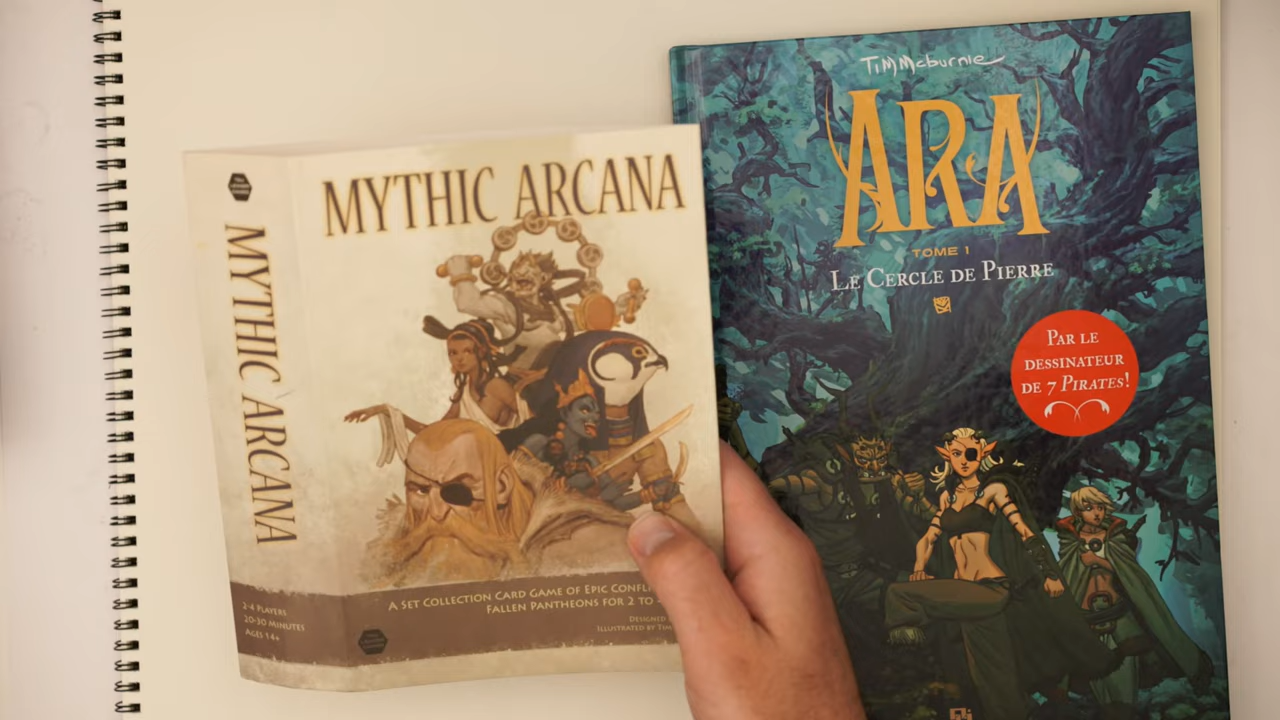 MYTHIC ARCANA
MYTHIC ARCANA
2-4 PLAYERS
20-30 MINUTES
AGES 14+
A SET COLLECTION CARD GAME OF EPIC
FALLEN PANTHEONS FOR 2 TO
DESIGNED
ILLUSTRATED BY
TIM Mcburnie
ARA
TOME 1
LE CERCLE DE PIERRE
PAR LE
DESSINATEUR
DE 7 PIRATES!